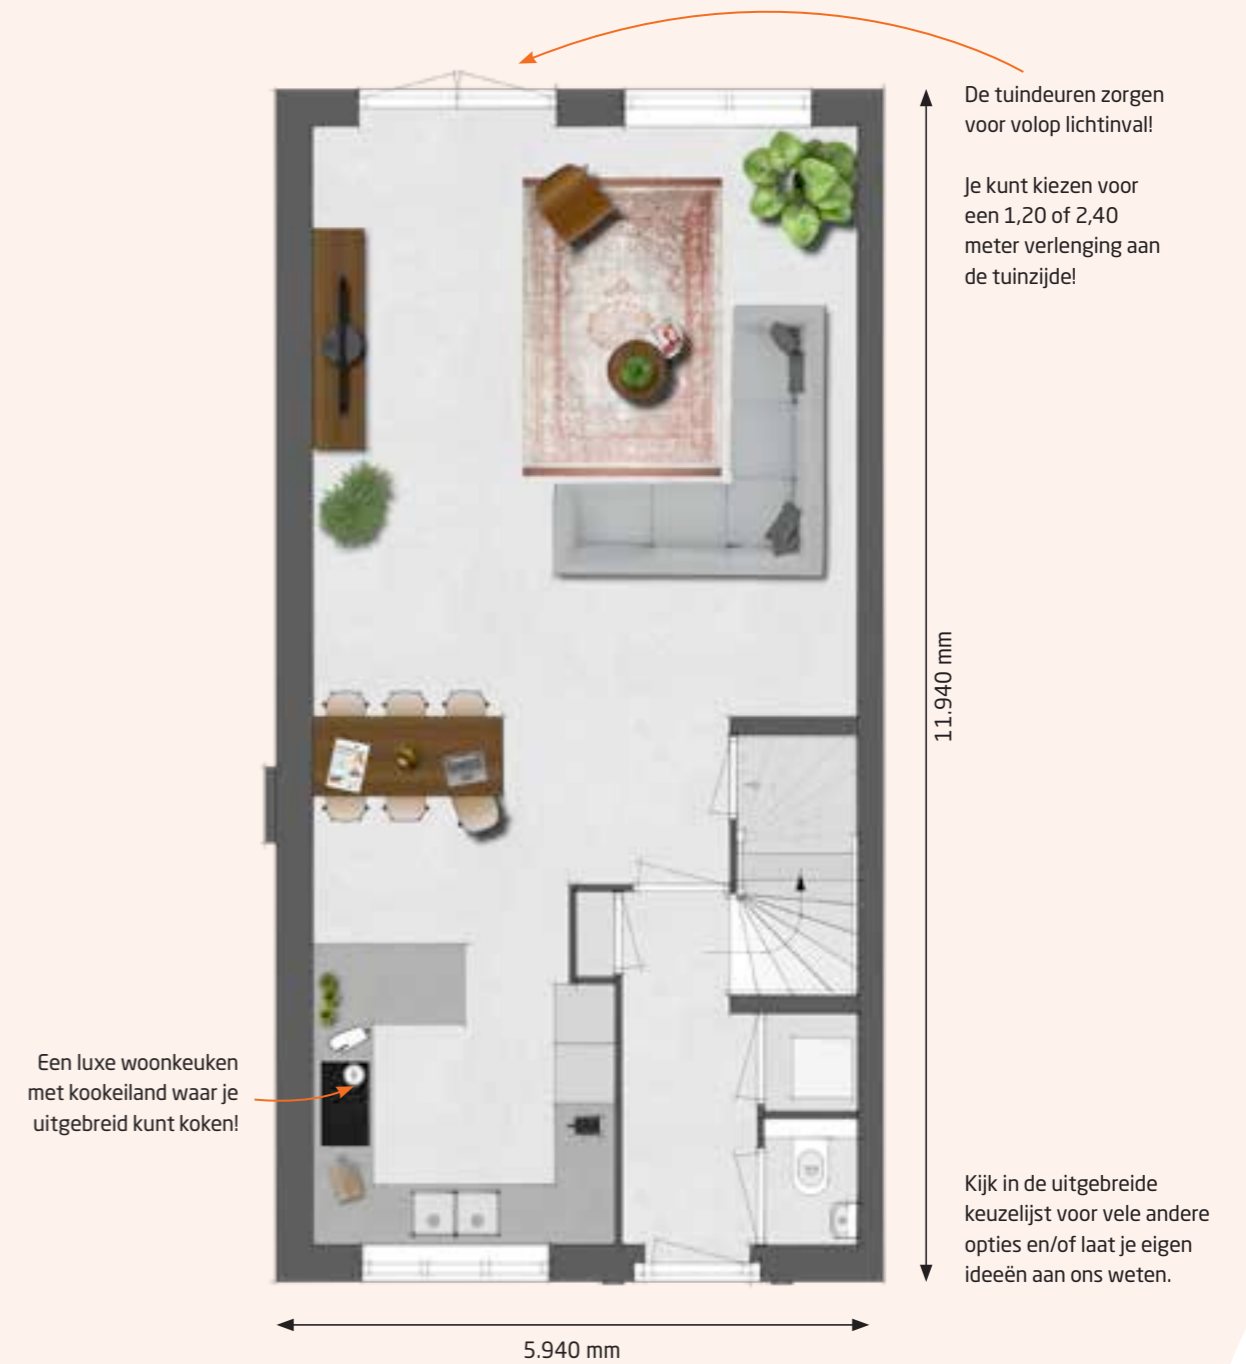 De tuindeuren zorgen
voor volop lichtinval!
Je kunt kiezen voor
een 1,20 of 2,40
meter verlenging aan
de tuinzijde!
11.940 mm
Een luxe woonkeuken
met kookeiland waar je
uitgebreid kunt koken!
Kijk in de uitgebreide
keuzelijst voor vele andere
opties en/of laat je eigen
ideeën aan ons weten.
5.940 mm